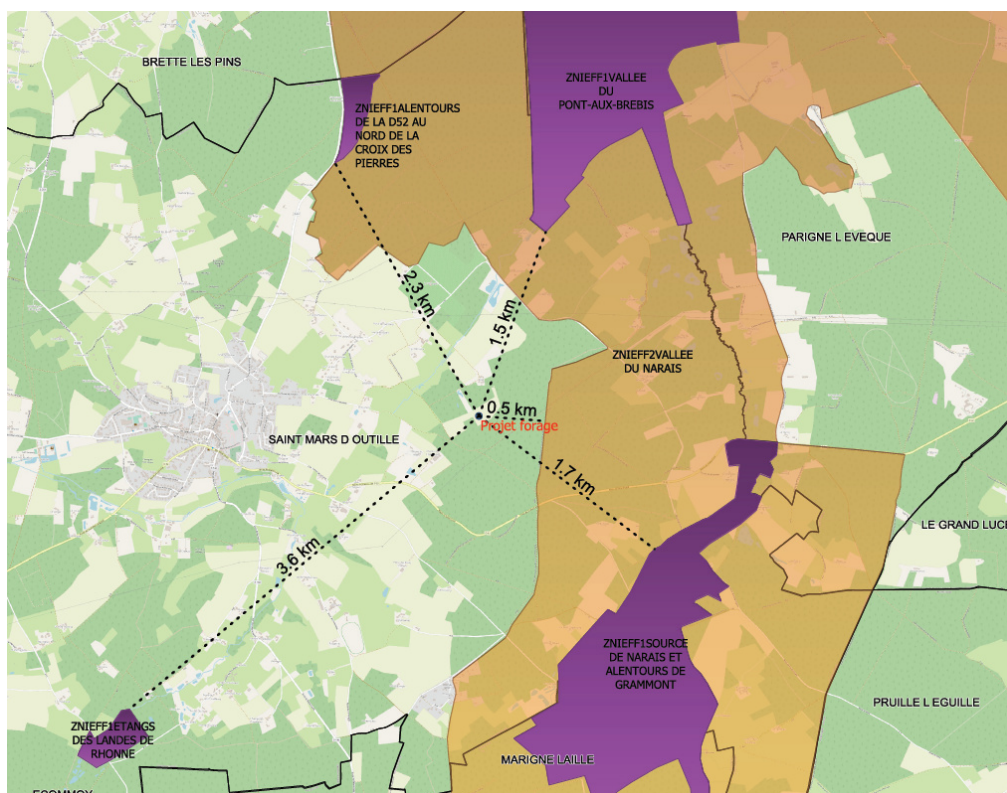 BRETTE LES PINS
ZNIEFF1ALENTOURS
DE LA D52 AU
NORD DE LA
CROIX DES
PIERRES
ZNIEFF1VALLEE
DU
PONT-AUX-BREBIS
PARIGNE L EVEQUE
2.3 km
1.5 km
ZNIEFF2VALLEE
DU NARAIS
0.5 km
Projet forage
SAINT MARS D OUTILLE
1.7 km
3.6 km
LE GRAND LUCE
ZNIEFF1SOURCE
DE NARAIS ET
ALENTOURS DE
GRAMMONT
PRUILLE L EGUILLE
ZNIEFF1ETANGS
DES LANDES DE
RHONNE
MARIGNE LAILLE
ECOMMOY